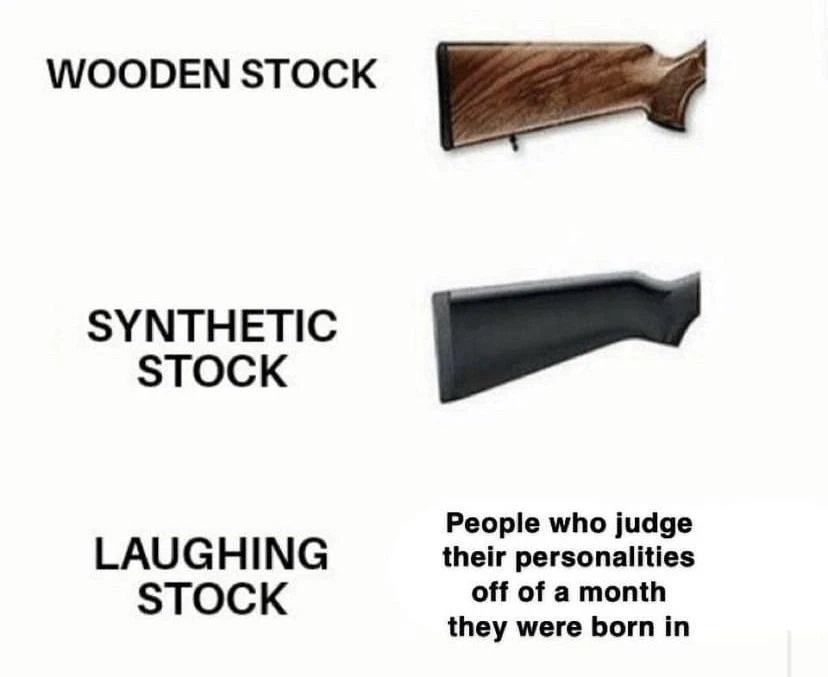 WOODEN STOCK
SYNTHETIC
STOCK
LAUGHING
STOCK
People who judge
their personalities
off of a month
they were born in